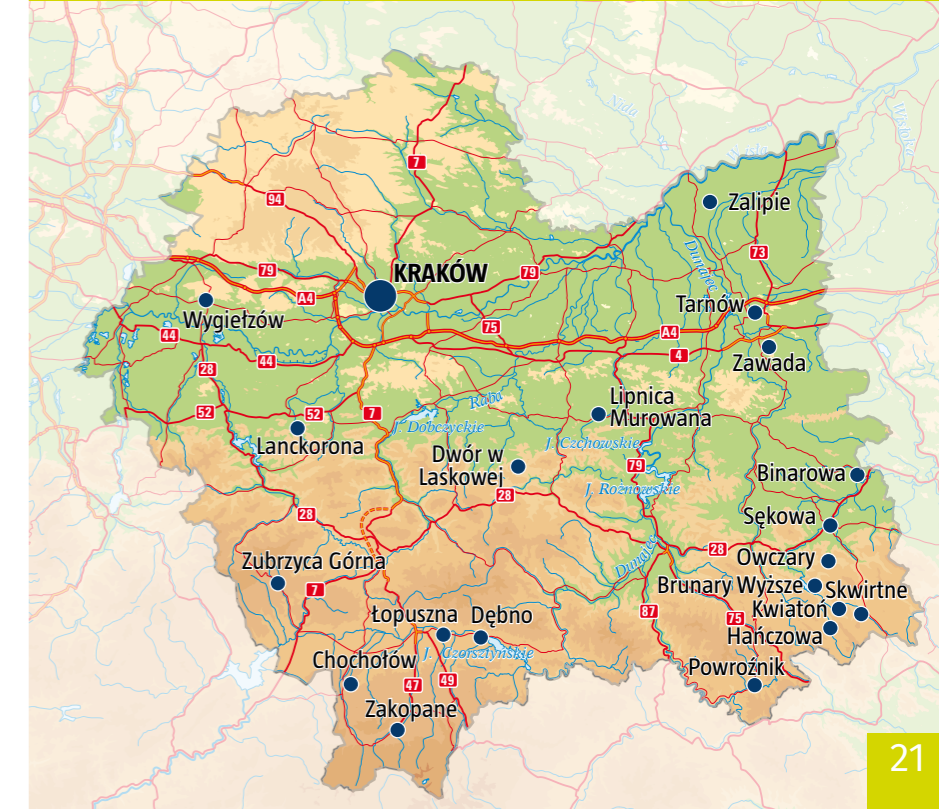 Nida
Wisła
Wisłoka
7
94
Zalipie
Dunajec
73
KRAKÓW
79
79
A4
Tarnów
Wygiełzów
75
A4
44
44
4
Zawada
28
52
52
7
Raba
Lipnica
Murowana
J. Dobczyckie
Lanckorona
J. Czchowskie
Dwór w
Laskowej
79
Binarowa
J. Rożnowskie
28
28
Sękowa
Dunajec
28
Owczary
Zubrzyca Górna
7
Brunary Wyższe
Skwirtne
Kwiatoń
87
75
Łopuszna
Dębno
Hańczowa
J. Czorsztyńskie
Chochołów
Powroźnik
47
49
Zakopane
21